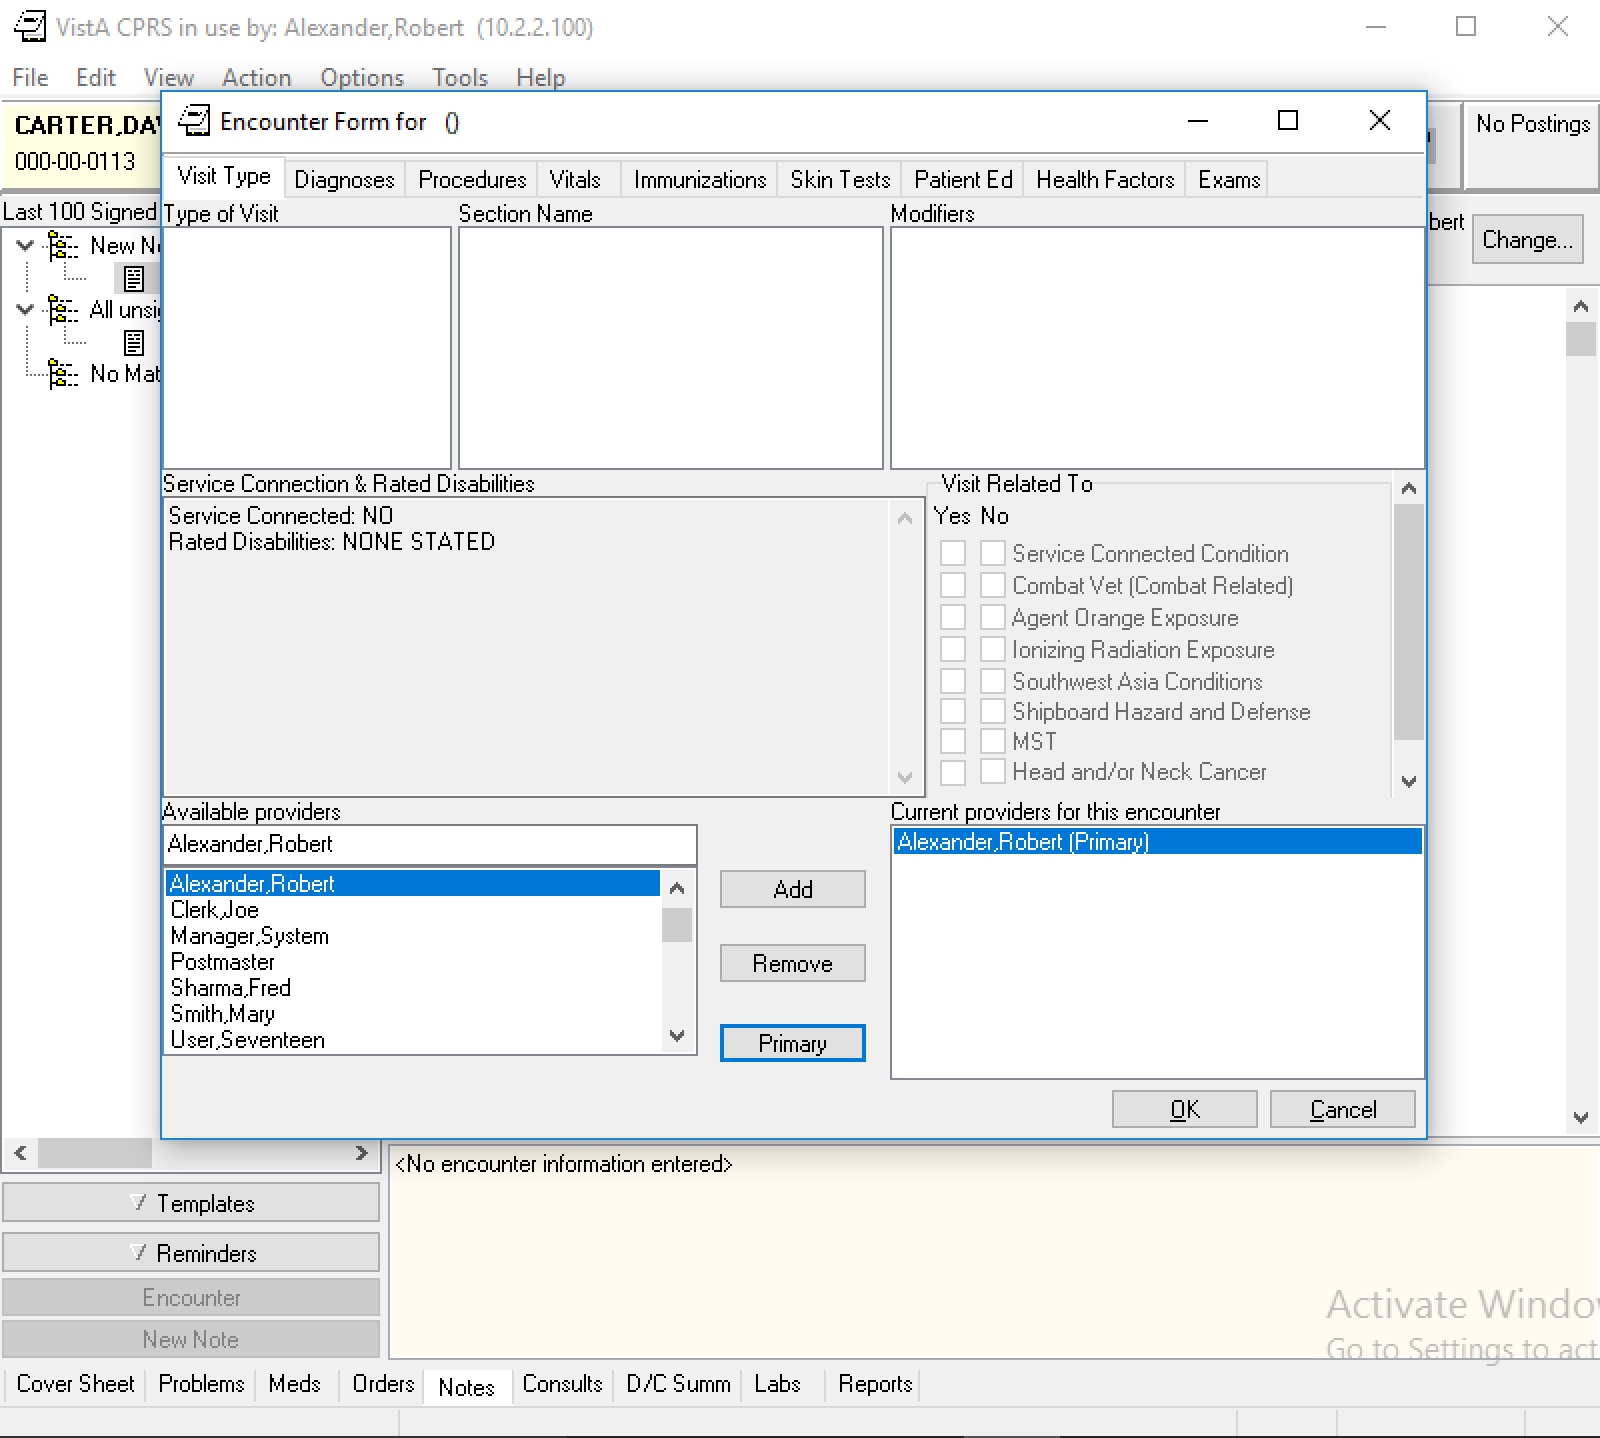 VistA CPRS in use by: Alexander,Robert (10.2.2.100)
File Edit View Action Options Tools Help
CARTER,DA
000-00-0113
No Postings
Encounter Form for ()
Visit Type Diagnoses Procedures Vitals Immunizations Skin Tests Patient Ed Health Factors Exams
Last 100 Signed
Type of Visit Section Name Modifiers
bert
Change...
New N
All unsi
No Mat
Service Connection & Rated Disabilities
Service Connected: NO
Rated Disabilities: NONE STATED
Visit Related To
Yes No
Service Connected Condition
Combat Vet (Combat Related)
Agent Orange Exposure
Ionizing Radiation Exposure
Southwest Asia Conditions
Shipboard Hazard and Defense
MST
Head and/or Neck Cancer
Available providers
Alexander,Robert
Alexander,Robert
Clerk,Joe
Manager,System
Postmaster
Sharma,Fred
Smith,Mary
User,Seventeen
Add
Remove
Primary
Current providers for this encounter
Alexander,Robert (Primary)
OK Cancel
<No encounter information entered>
Templates
Reminders
Encounter
New Note
Activate Windo
Go to Settings to act
Cover Sheet Problems Meds Orders Notes Consults D/C Summ Labs Reports